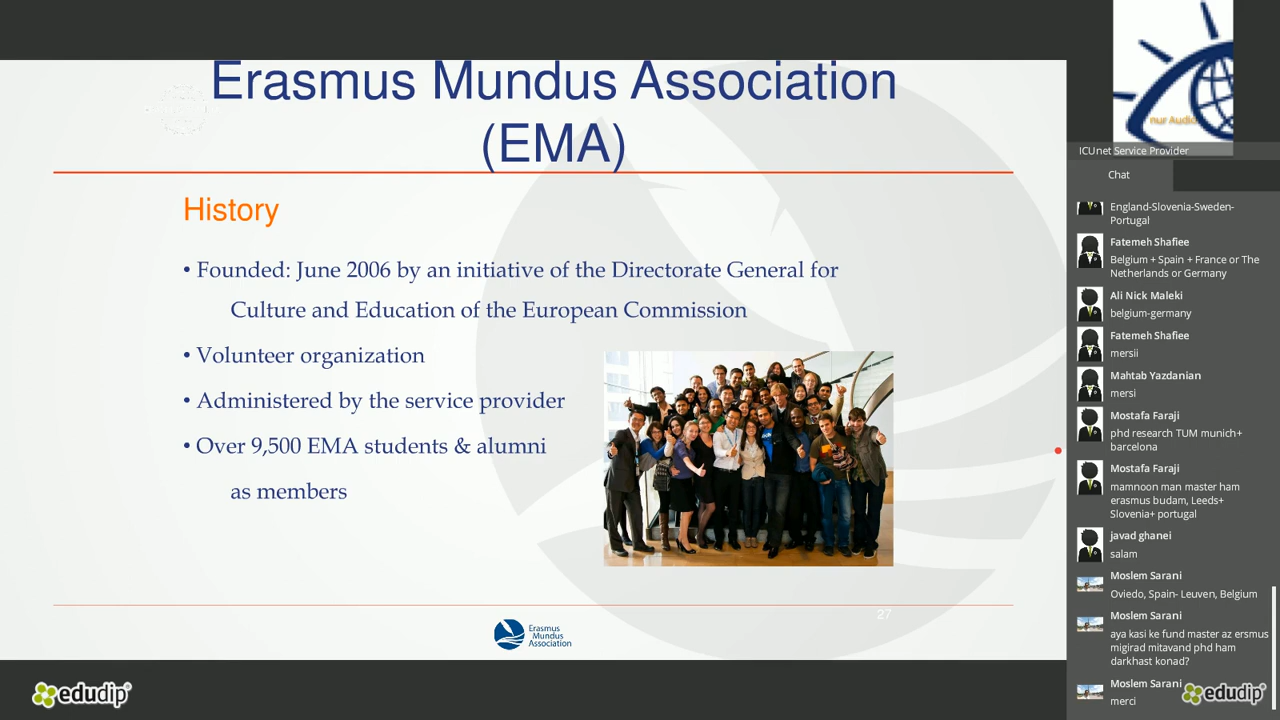 Erasmus Mundus Association
(EMA)
History
• Founded: June 2006 by an initiative of the Directorate General for
Culture and Education of the European Commission
• Volunteer organization
• Administered by the service provider
• Over 9,500 EMA students & alumni
as members
27
Erasmus
Mundus
Association
edudip
nur Audio
ICUnet Service Provider
Chat
England-Slovenia-Sweden-
Portugal
Fatemeh Shafiee
Belgium + Spain + France or The
Netherlands or Germany
Ali Nick Maleki
belgium-germany
Fatemeh Shafiee
mersii
Mahtab Yazdanian
mersi
Mostafa Faraji
phd research TUM munich+
barcelona
Mostafa Faraji
mamnoon man master ham
erasmus budam, Leeds+
Slovenia+ portugal
javad ghanei
salam
Moslem Sarani
Oviedo, Spain- Leuven, Belgium
Moslem Sarani
aya kasi ke fund master az ersmus
migirad mitavand phd ham
darkhast konad?
Moslem Sarani
merci
edudip